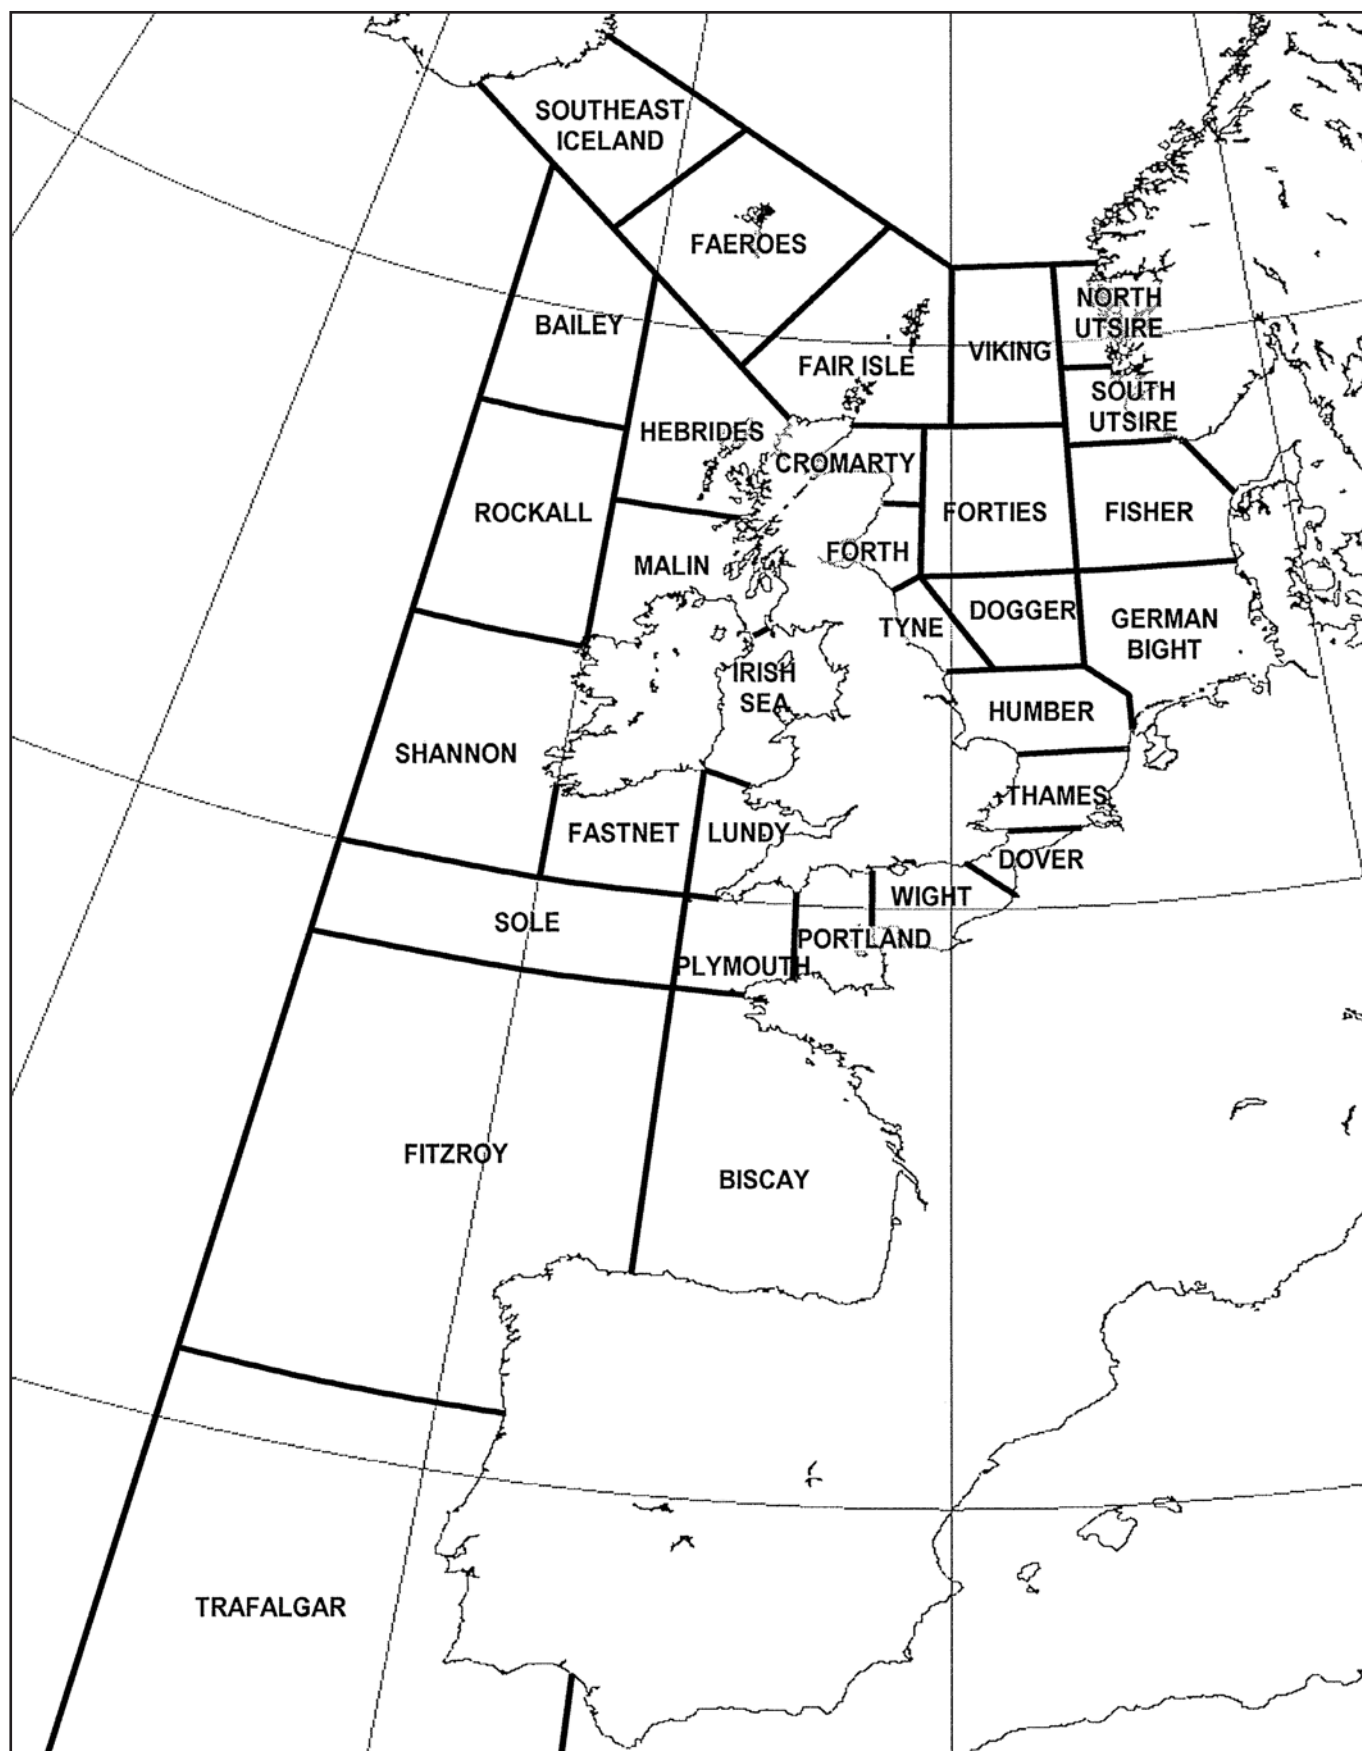 SOUTHEAST
ICELAND
FAEROES
BAILEY
NORTH
UTSIRE
VIKING
FAIR ISLE
SOUTH
UTSIRE
HEBRIDES
CROMARTY
ROCKALL
FORTIES
FISHER
FORTH
MALIN
DOGGER
GERMAN
BIGHT
TYNE
IRISH
SEA
HUMBER
SHANNON
THAMES
FASTNET
LUNDY
DOVER
WIGHT
SOLE
PORTLAND
PLYMOUTH
FITZROY
BISCAY
TRAFALGAR